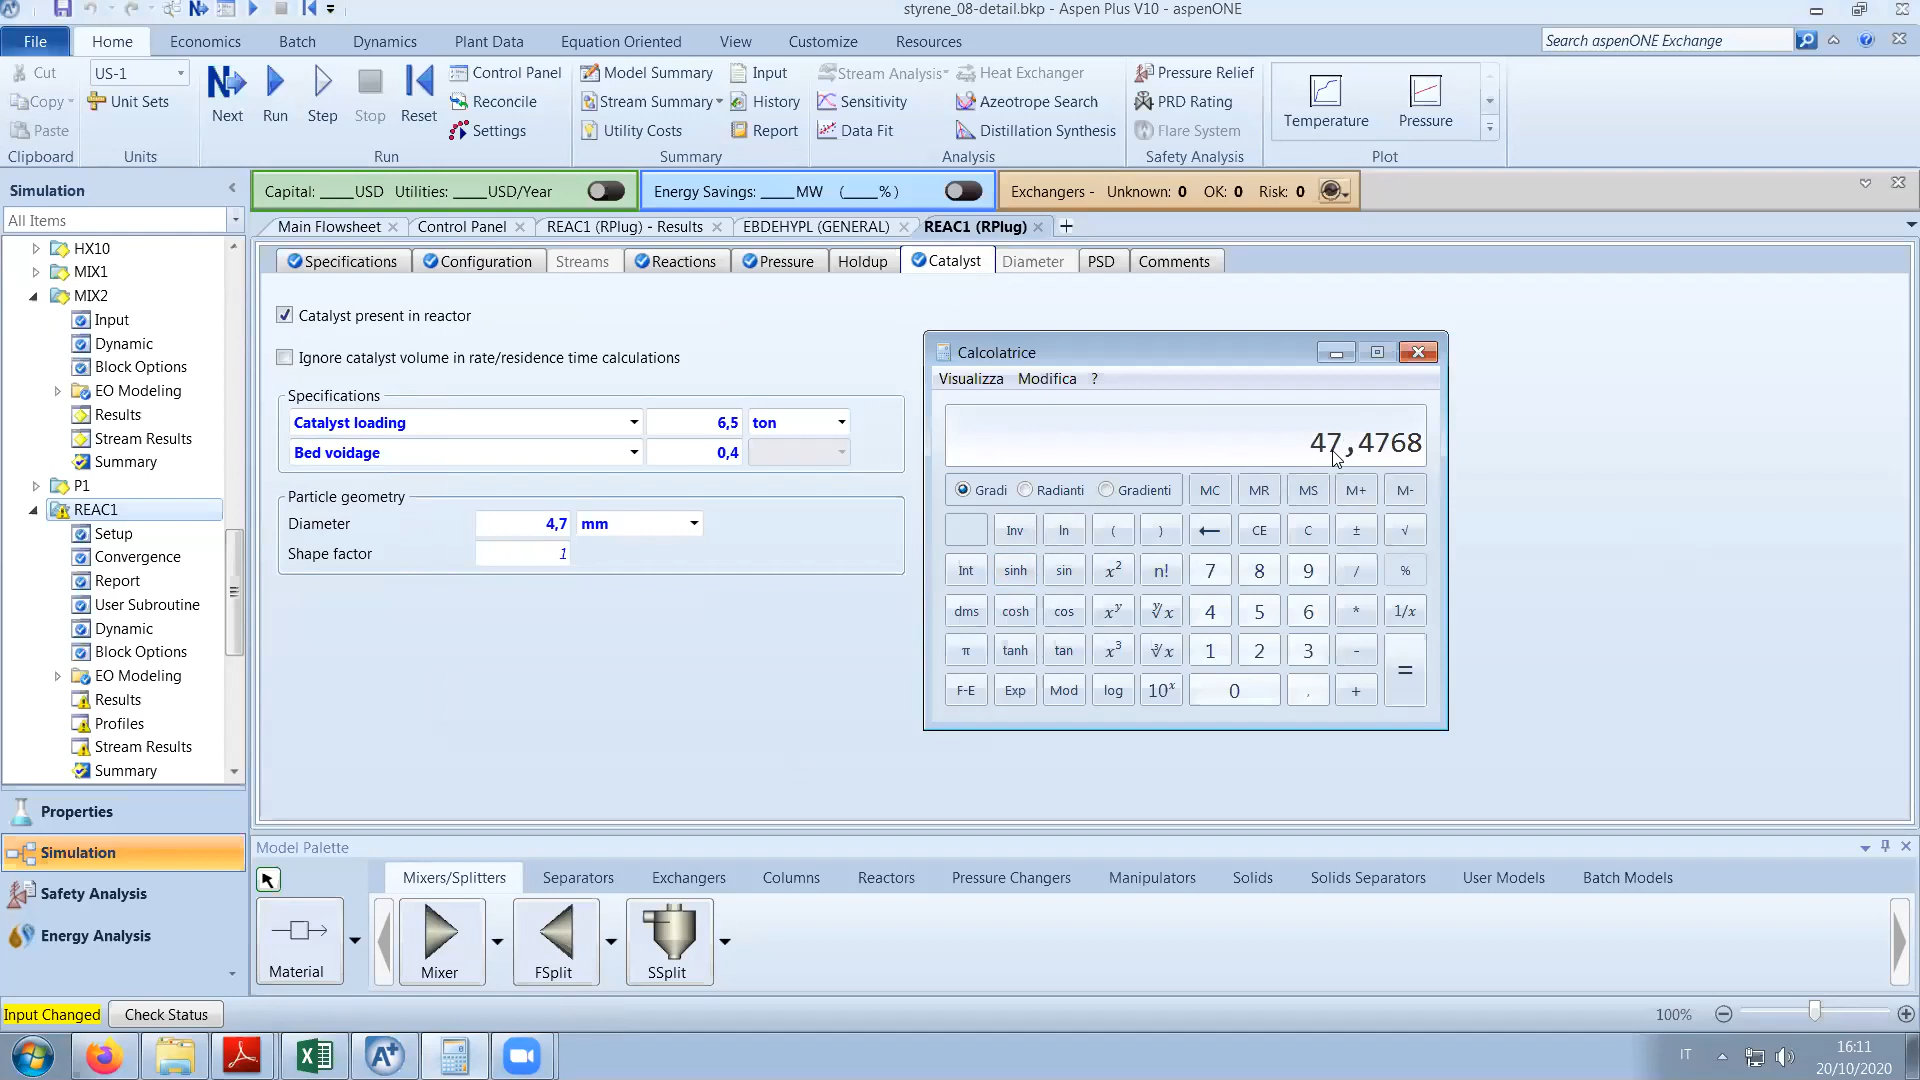 styrene_08-detail.bkp - Aspen Plus V10 - aspenONE
File Home Economics Batch Dynamics Plant Data Equation Oriented View Customize Resources Search aspenONE Exchange
Cut US-1 Control Panel Model Summary Input Stream Analysis Heat Exchanger Pressure Relief
Copy Unit Sets Reconcile Stream Summary History Sensitivity Azeotrope Search PRD Rating
Next Run Step Stop Reset Temperature Pressure
Paste Settings Utility Costs Report Data Fit Distillation Synthesis Flare System
Clipboard Units Run Summary Analysis Safety Analysis Plot
Simulation
Capital: ____USD Utilities: ____USD/Year Energy Savings: ____MW (____%) Exchangers - Unknown: 0 OK: 0 Risk: 0
All Items
Main Flowsheet Control Panel REAC1 (RPlug) - Results EBDEHYPL (GENERAL) REAC1 (RPlug) +
Specifications Configuration Streams Reactions Pressure Holdup Catalyst Diameter PSD Comments
HX10
MIX1
MIX2
Input
Dynamic
Block Options
EO Modeling
Results
Stream Results
Summary
P1
REAC1
Setup
Convergence
Report
User Subroutine
Dynamic
Block Options
EO Modeling
Results
Profiles
Stream Results
Summary
Properties
Simulation
Safety Analysis
Energy Analysis
Catalyst present in reactor
Ignore catalyst volume in rate/residence time calculations
Specifications
Catalyst loading 6,5 ton
Bed voidage 0,4
Particle geometry
Diameter 4,7 mm
Shape factor 1
Calcolatrice
Visualizza Modifica ?
47,4768
Gradi Radianti Gradienti MC MR MS M+ M-
Inv ln ( ) ← CE C ± √
Int sinh sin x² n! 7 8 9 / %
dms cosh cos xʸ ʸ√x 4 5 6 * 1/x
π tanh tan x³ ³√x 1 2 3 - =
F-E Exp Mod log 10ˣ 0 , +
Model Palette
Mixers/Splitters Separators Exchangers Columns Reactors Pressure Changers Manipulators Solids Solids Separators User Models Batch Models
Material Mixer FSplit SSplit
Input Changed Check Status 100%
IT 16:11
20/10/2020